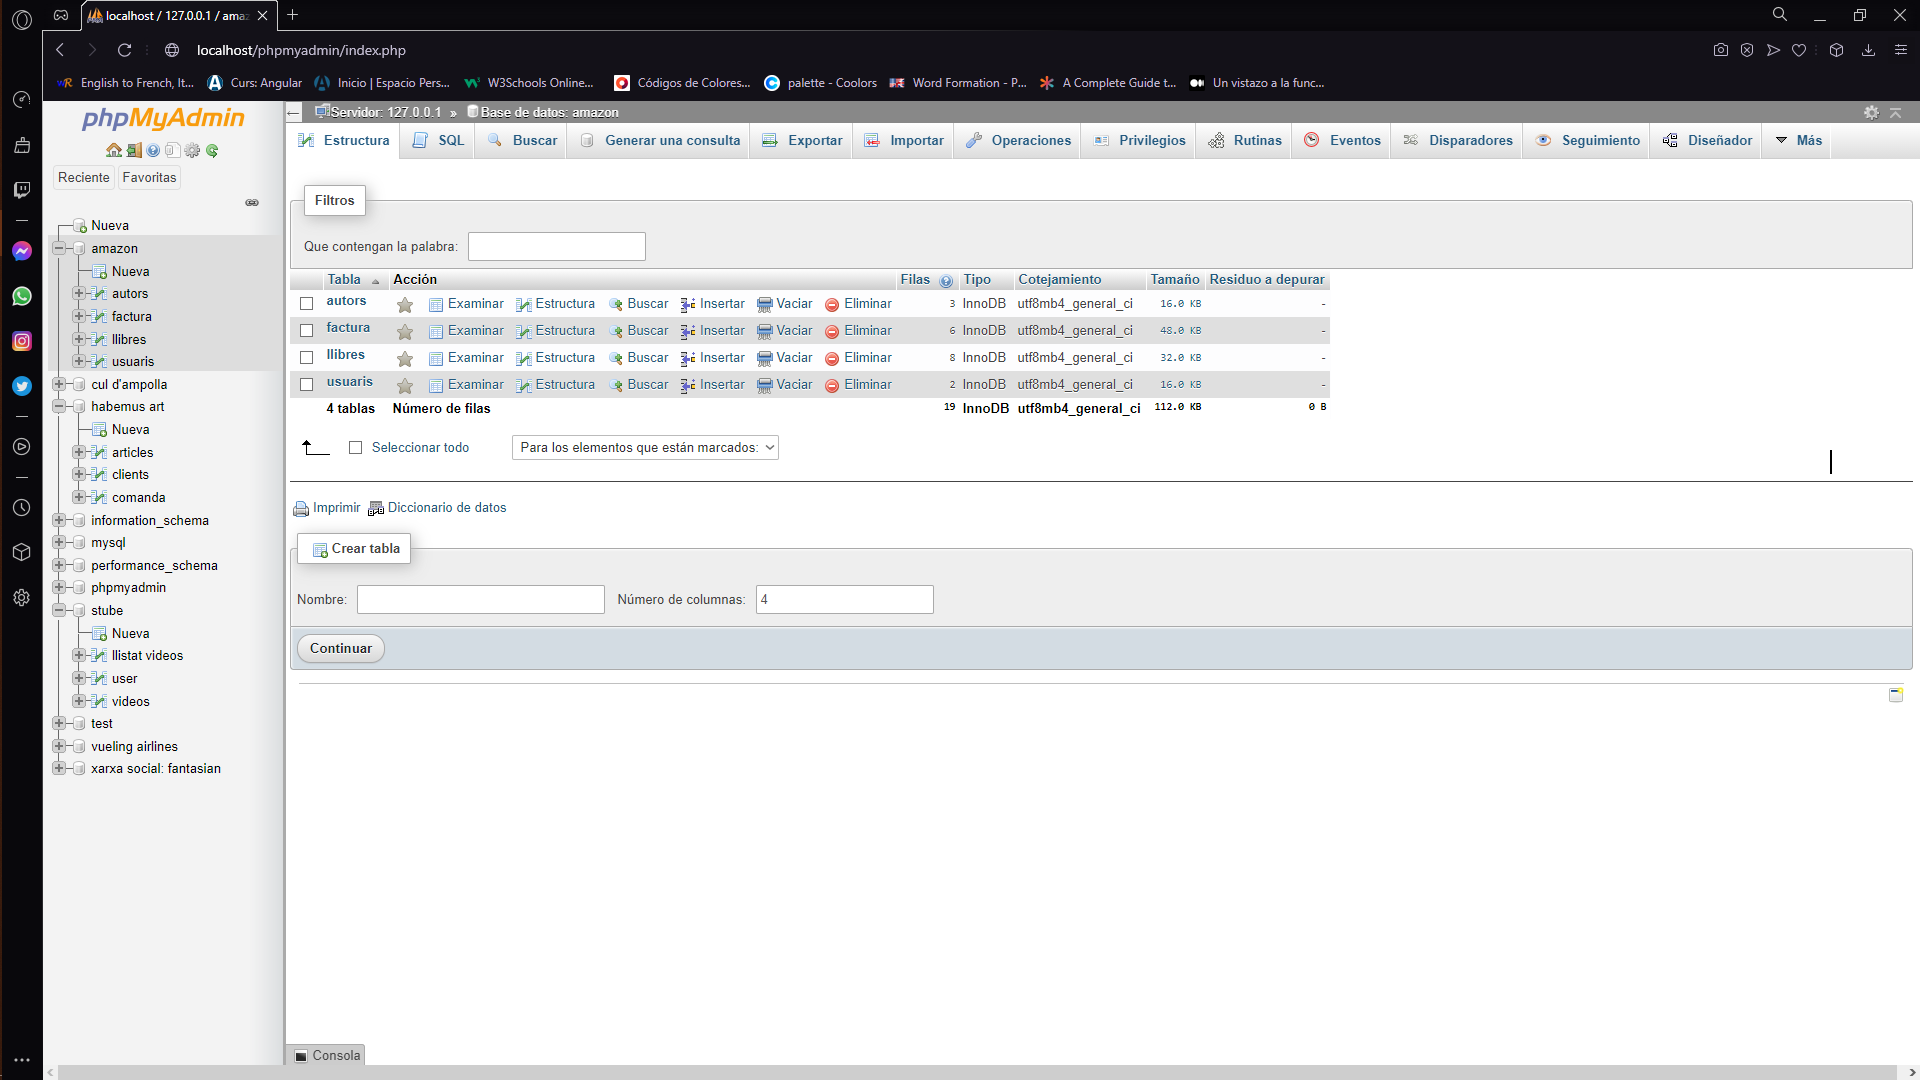 localhost / 127.0.0.1 / ama
localhost/phpmyadmin/index.php
English to French, It...
Curs: Angular
Inicio | Espacio Pers...
W3Schools Online...
Códigos de Colores...
palette - Coolors
Word Formation - P...
A Complete Guide t...
Un vistazo a la func...
phpMyAdmin
Reciente
Favoritas
Nueva
amazon
Nueva
autors
factura
llibres
usuaris
cul d'ampolla
habemus art
Nueva
articles
clients
comanda
information_schema
mysql
performance_schema
phpmyadmin
stube
Nueva
llistat videos
user
videos
test
vueling airlines
xarxa social: fantasian
Servidor: 127.0.0.1 » Base de datos: amazon
Estructura
SQL
Buscar
Generar una consulta
Exportar
Importar
Operaciones
Privilegios
Rutinas
Eventos
Disparadores
Seguimiento
Diseñador
Más
Filtros
Que contengan la palabra:
Tabla Acción Filas Tipo Cotejamiento Tamaño Residuo a depurar
autors Examinar Estructura Buscar Insertar Vaciar Eliminar 3 InnoDB utf8mb4_general_ci 16.0 KB -
factura Examinar Estructura Buscar Insertar Vaciar Eliminar 6 InnoDB utf8mb4_general_ci 48.0 KB -
llibres Examinar Estructura Buscar Insertar Vaciar Eliminar 8 InnoDB utf8mb4_general_ci 32.0 KB -
usuaris Examinar Estructura Buscar Insertar Vaciar Eliminar 2 InnoDB utf8mb4_general_ci 16.0 KB -
4 tablas Número de filas 19 InnoDB utf8mb4_general_ci 112.0 KB 0 B
Seleccionar todo
Para los elementos que están marcados:
Imprimir Diccionario de datos
Crear tabla
Nombre:
Número de columnas: 4
Continuar
Consola